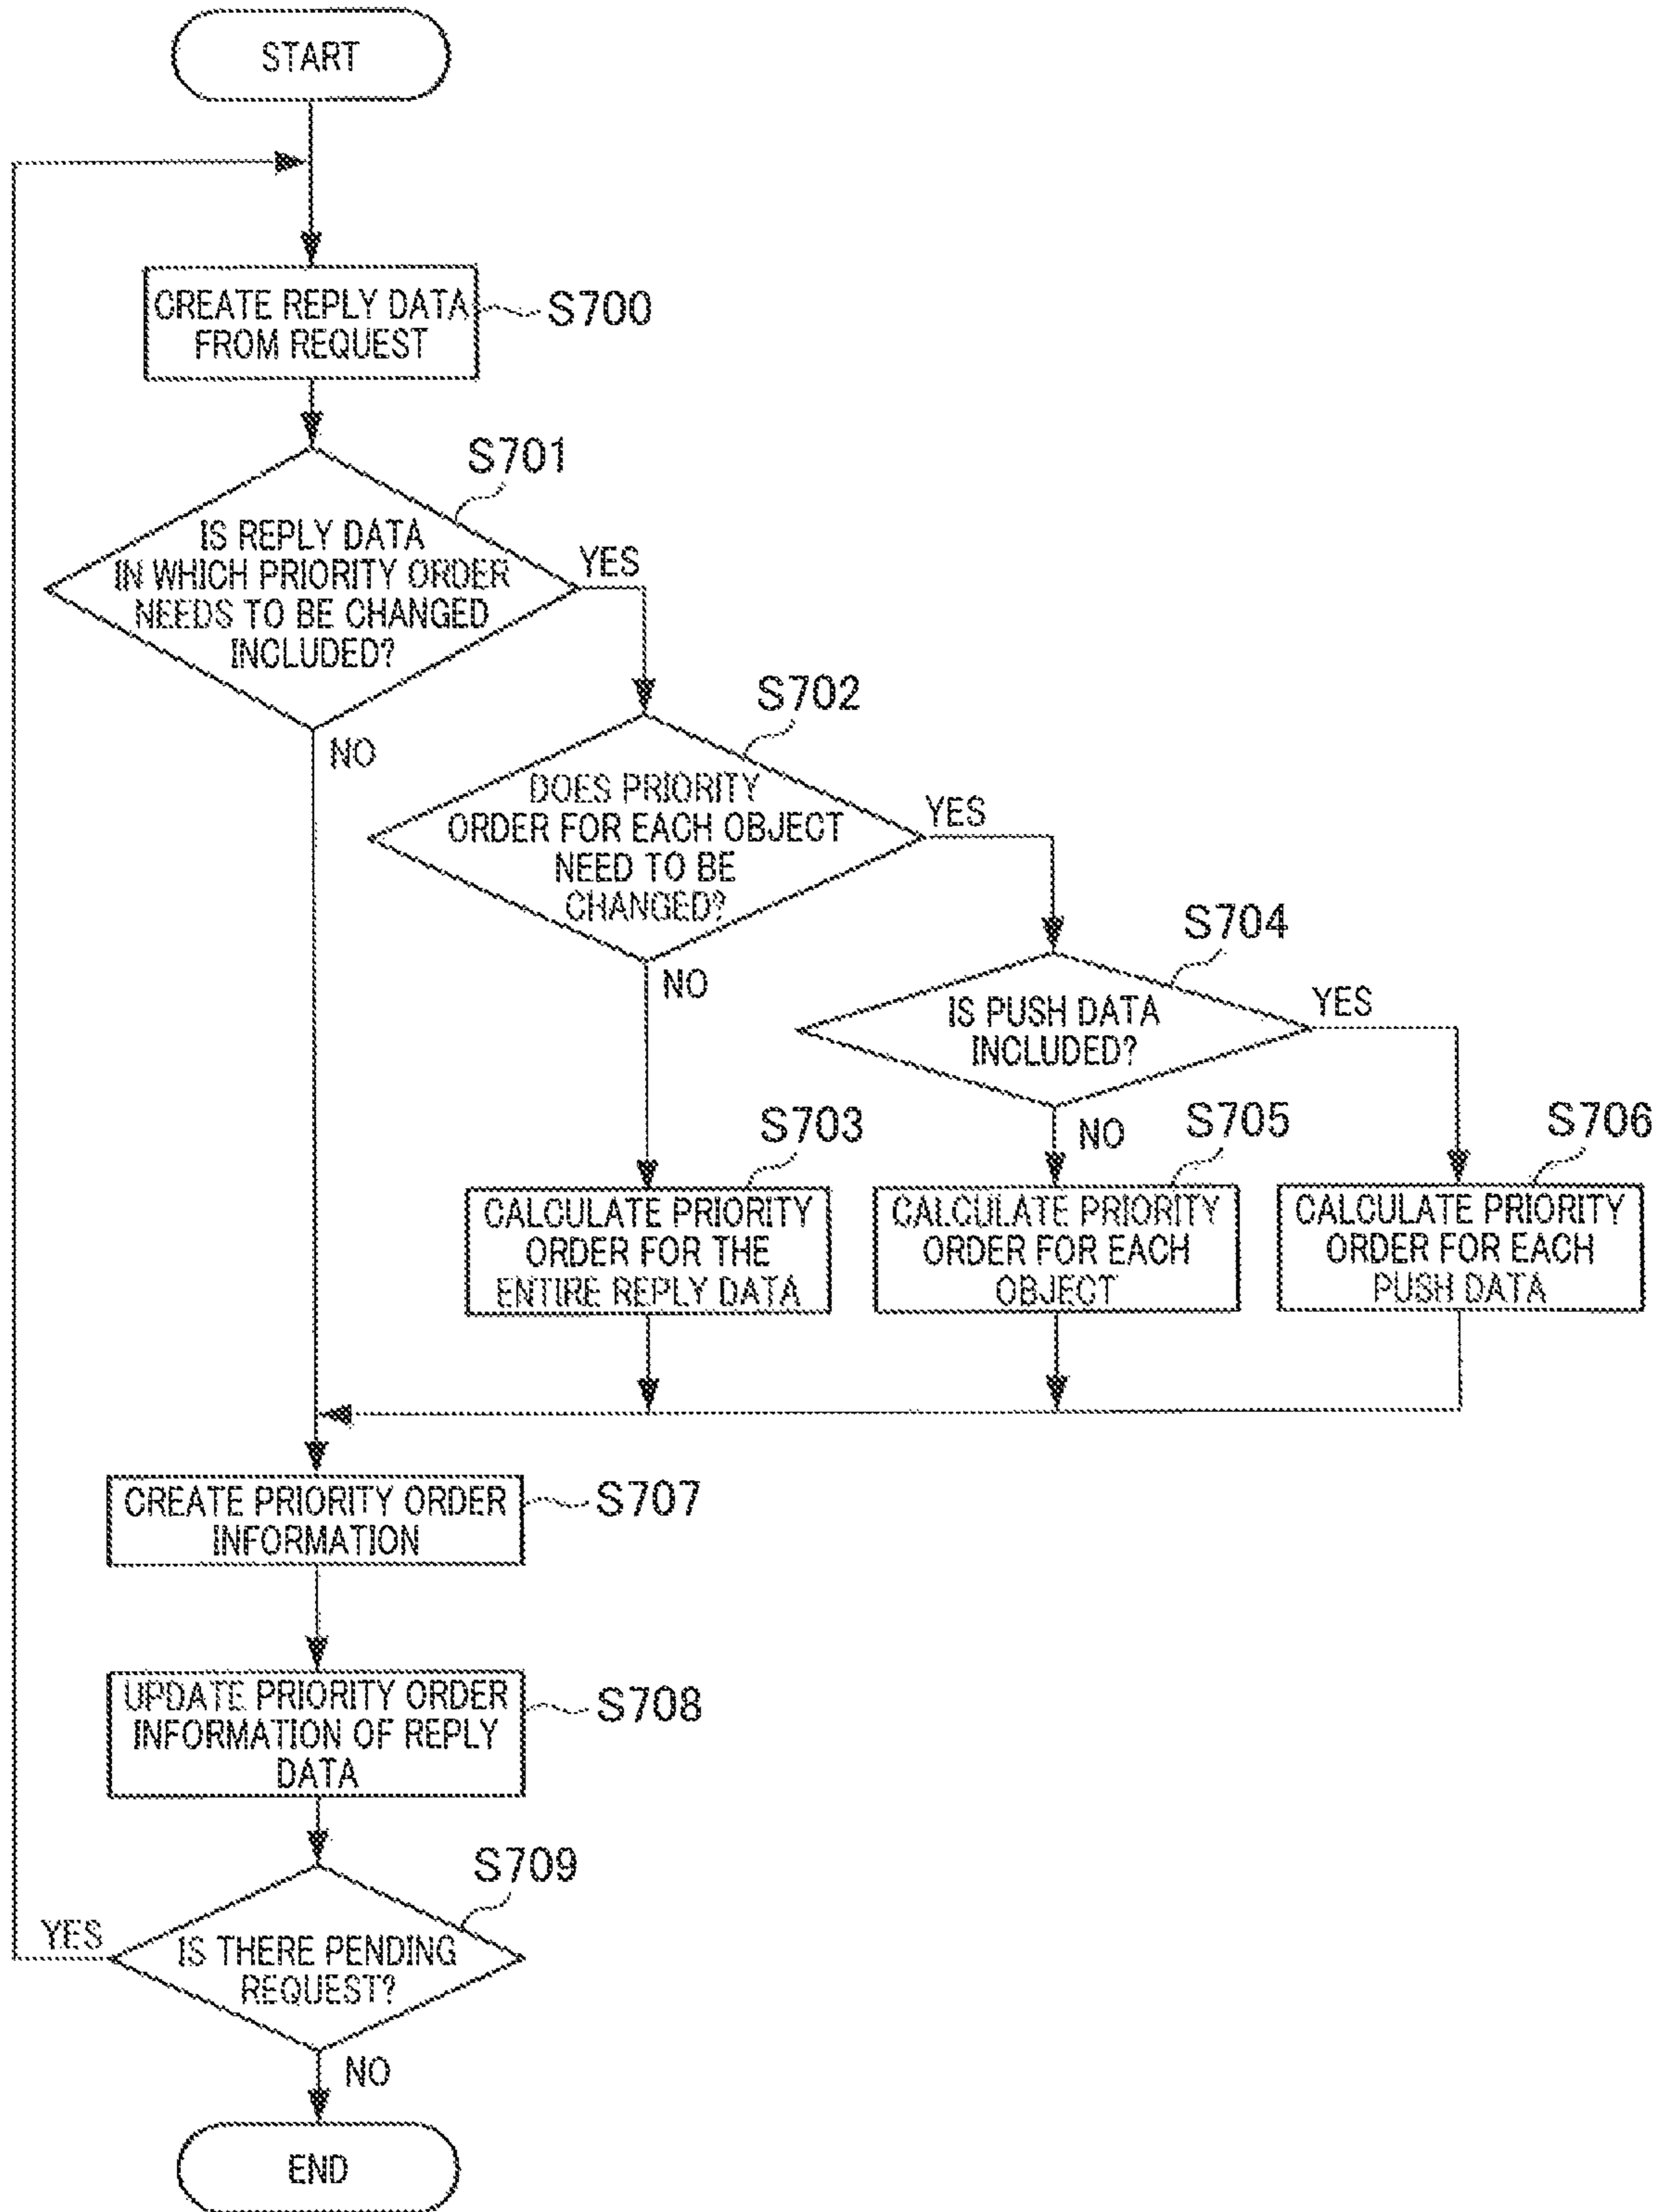 START
CREATE REPLY DATA
FROM REQUEST
S700
S701
IS REPLY DATA
IN WHICH PRIORITY ORDER
NEEDS TO BE CHANGED
INCLUDED?
YES
NO
S702
DOES PRIORITY
ORDER FOR EACH OBJECT
NEED TO BE
CHANGED?
YES
NO
S704
IS PUSH DATA
INCLUDED?
YES
NO
S703
CALCULATE PRIORITY
ORDER FOR THE
ENTIRE REPLY DATA
S705
CALCULATE PRIORITY
ORDER FOR EACH
OBJECT
S706
CALCULATE PRIORITY
ORDER FOR EACH
PUSH DATA
CREATE PRIORITY ORDER
INFORMATION
S707
UPDATE PRIORITY ORDER
INFORMATION OF REPLY
DATA
S708
S709
IS THERE PENDING
REQUEST?
YES
NO
END